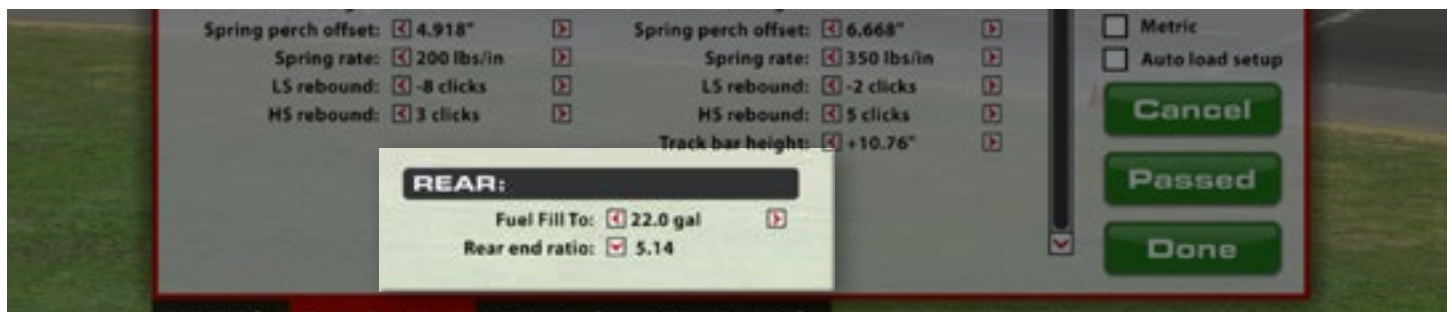 Spring perch offset: 4.918" Spring perch offset: 6.668" Metric
Spring rate: 200 lbs/in Spring rate: 350 lbs/in Auto load setup
LS rebound: -8 clicks LS rebound: -2 clicks
HS rebound: 3 clicks HS rebound: 5 clicks
Cancel
Track bar height: +10.76"
REAR:
Passed
Fuel Fill To: 22.0 gal
Rear end ratio: 5.14
Done